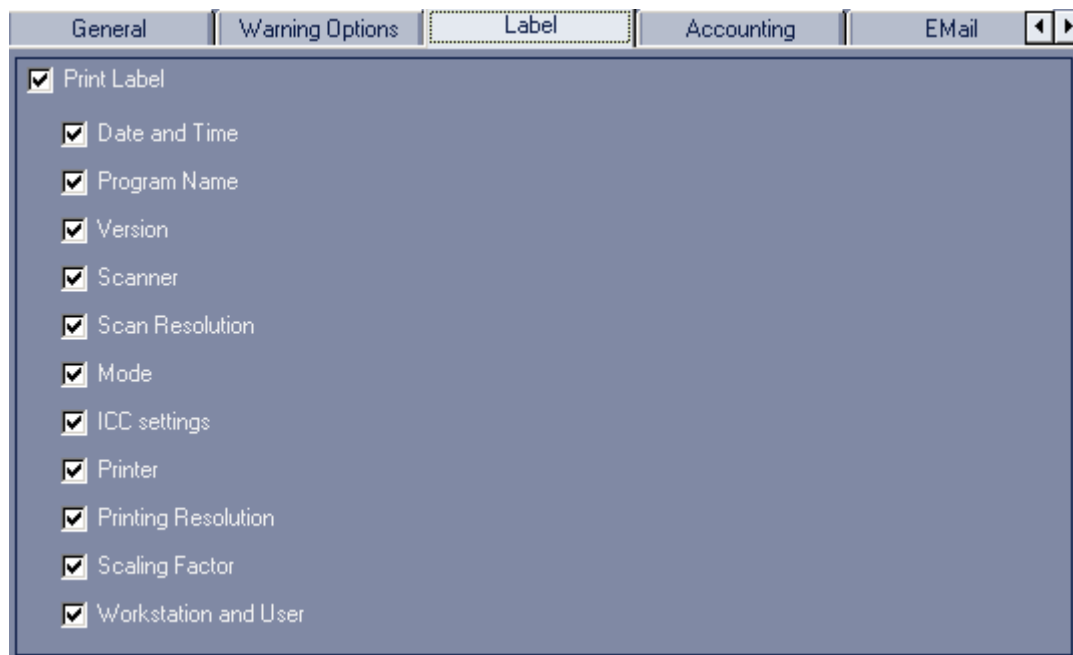 General Warning Options Label Accounting EMail
Print Label
Date and Time
Program Name
Version
Scanner
Scan Resolution
Mode
ICC settings
Printer
Printing Resolution
Scaling Factor
Workstation and User